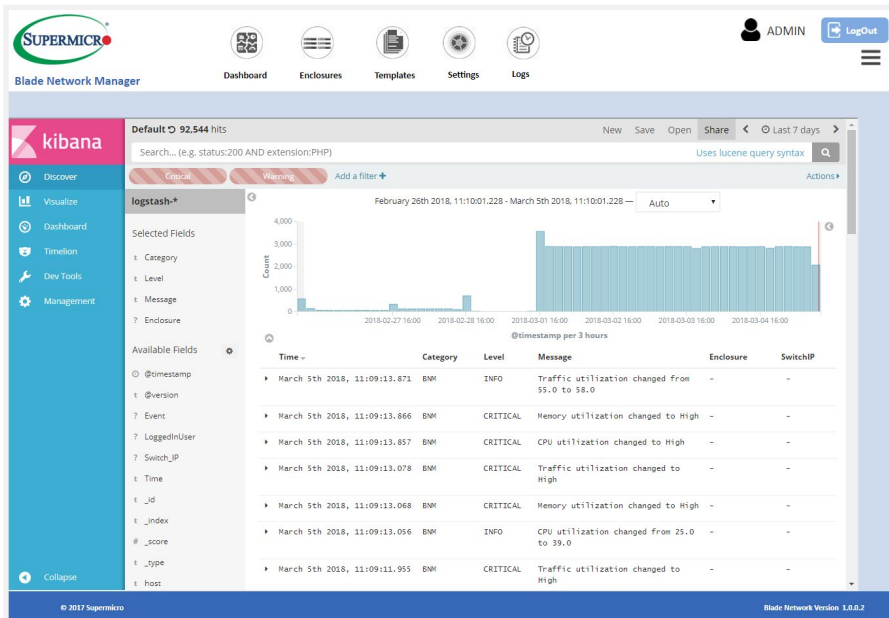 SUPERMICRO
Blade Network Manager
Dashboard
Enclosures
Templates
Settings
Logs
ADMIN
LogOut
kibana
Discover
Visualize
Dashboard
Timelion
Dev Tools
Management
Collapse
Default 92,544 hits
New Save Open Share Last 7 days
Search... (e.g. status:200 AND extension:PHP)
Uses lucene query syntax
Critical
Warning
Add a filter +
Actions
logstash-*
Selected Fields
t Category
t Level
t Message
? Enclosure
Available Fields
@timestamp
t @version
? Event
? LoggedInUser
? Switch_IP
t Time
t _id
t _index
# _score
t _type
t host
February 26th 2018, 11:10:01.228 - March 5th 2018, 11:10:01.228 — Auto
Count
4,000
3,000
2,000
1,000
0
2018-02-27 16:00 2018-02-28 16:00 2018-03-01 16:00 2018-03-02 16:00 2018-03-03 16:00 2018-03-04 16:00
@timestamp per 3 hours
Time Category Level Message Enclosure SwitchIP
March 5th 2018, 11:09:13.871 BNM INFO Traffic utilization changed from 55.0 to 58.0 - -
March 5th 2018, 11:09:13.866 BNM CRITICAL Memory utilization changed to High - -
March 5th 2018, 11:09:13.857 BNM CRITICAL CPU utilization changed to High - -
March 5th 2018, 11:09:13.078 BNM CRITICAL Traffic utilization changed to High - -
March 5th 2018, 11:09:13.068 BNM CRITICAL Memory utilization changed to High - -
March 5th 2018, 11:09:13.056 BNM INFO CPU utilization changed from 25.0 to 39.0 - -
March 5th 2018, 11:09:11.955 BNM CRITICAL Traffic utilization changed to High - -
© 2017 Supermicro
Blade Network Version 1.0.0.2